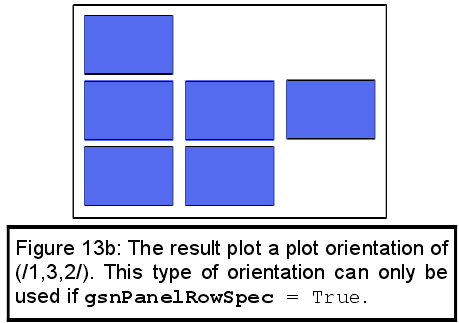 Figure 13b: The result plot a plot orientation of
(/1,3,2/). This type of orientation can only be
used if gsnPanelRowSpec = True.